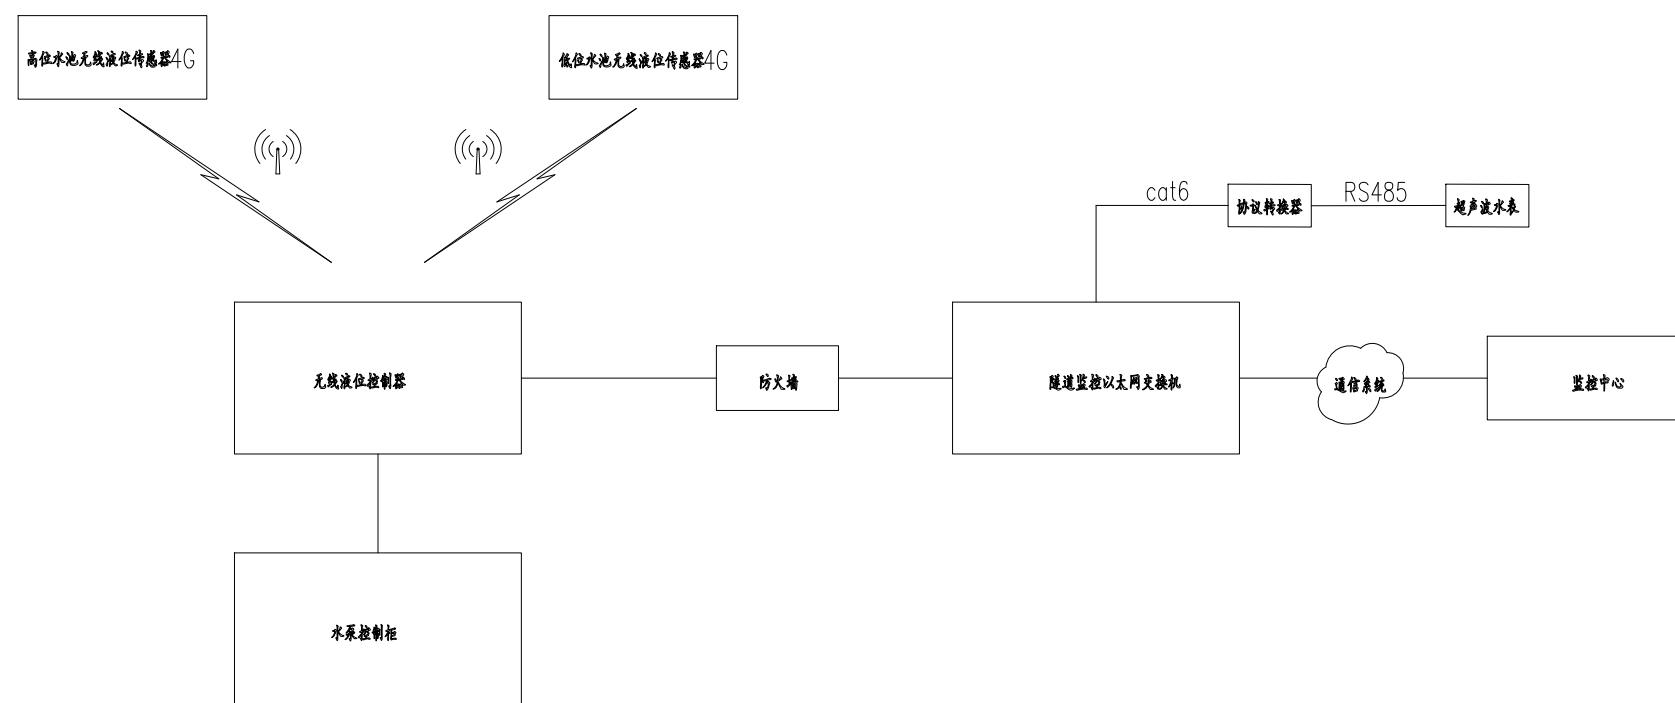 高位水池无线液位传感器4G
低位水池无线液位传感器4G
cat6
协议转换器
RS485
超声波水表
无线液位控制器
防火墙
隧道监控以太网交换机
通信系统
监控中心
水泵控制柜